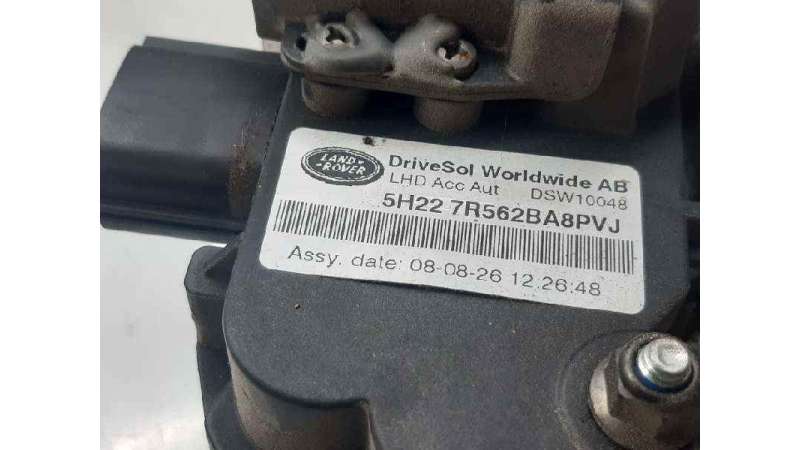 LAND
ROVER
DriveSol Worldwide AB
LHD Acc Aut DSW10048
5H22 7R562BA8PVJ
Assy. date: 08-08-26 12:26:48